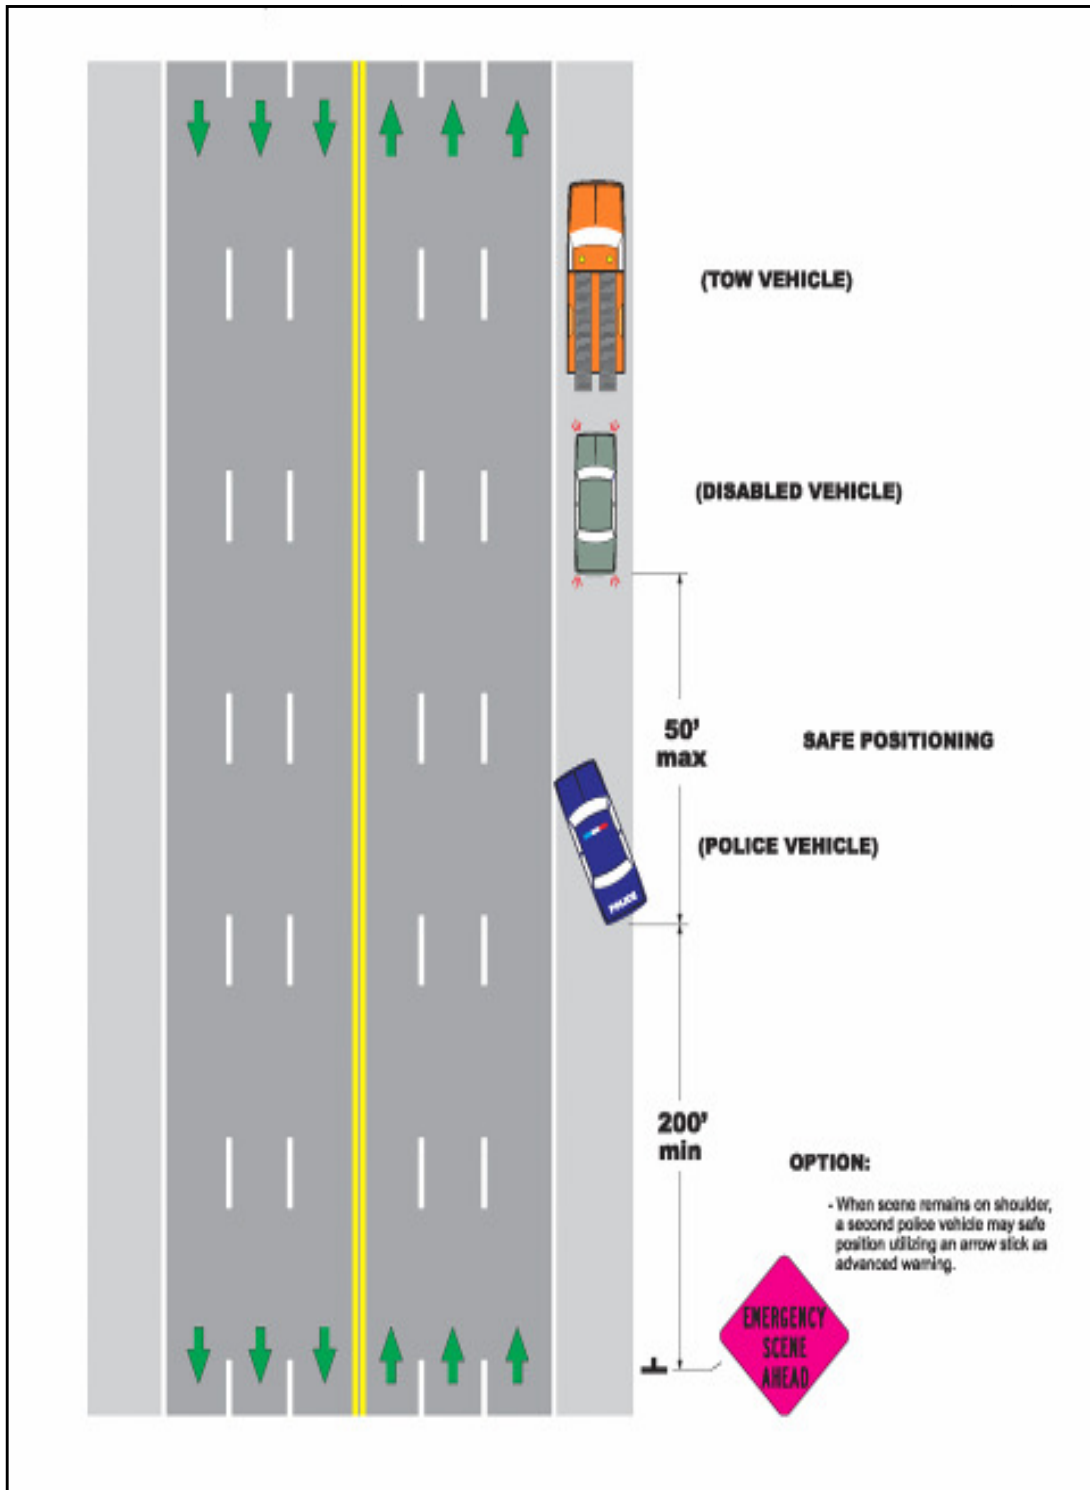 (TOW VEHICLE)
(DISABLED VEHICLE)
50'
max
SAFE POSITIONING
(POLICE VEHICLE)
POLICE
200'
min
OPTION:
- When scene remains on shoulder,
a second police vehicle may safe
position utilizing an arrow stick as
advanced warning.
EMERGENCY
SCENE
AHEAD